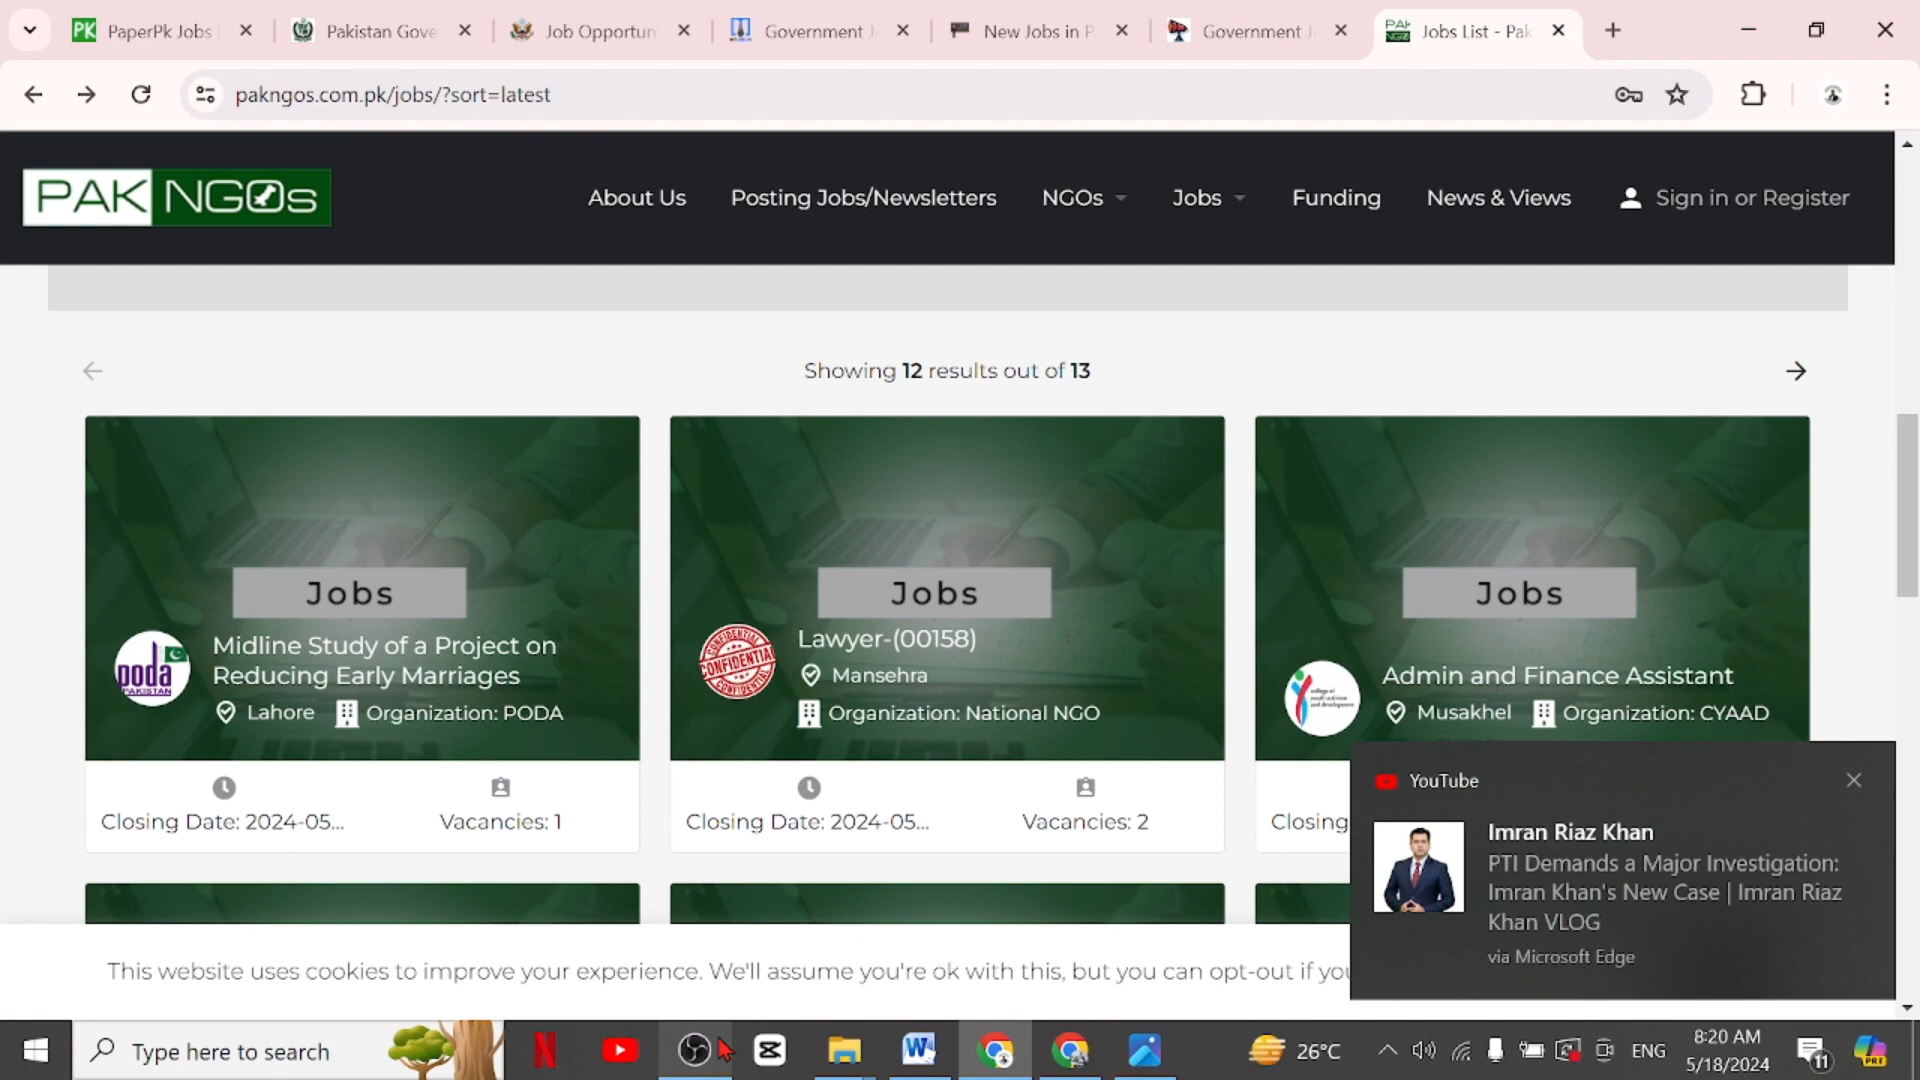 PK PaperPk Jobs
Pakistan Gove
Job Opportun
Government J
New Jobs in P
Government J
Jobs List - Pak
pakngos.com.pk/jobs/?sort=latest
PAK NGOs
About Us
Posting Jobs/Newsletters
NGOs
Jobs
Funding
News & Views
Sign in or Register
Showing 12 results out of 13
Jobs
poda
PAKISTAN
Midline Study of a Project on
Reducing Early Marriages
Lahore
Organization: PODA
Closing Date: 2024-05...
Vacancies: 1
Jobs
CONFIDENTIAL
Lawyer-(00158)
Mansehra
Organization: National NGO
Closing Date: 2024-05...
Vacancies: 2
Jobs
Admin and Finance Assistant
Musakhel
Organization: CYAAD
Closing
YouTube
Imran Riaz Khan
PTI Demands a Major Investigation:
Imran Khan's New Case | Imran Riaz
Khan VLOG
via Microsoft Edge
This website uses cookies to improve your experience. We'll assume you're ok with this, but you can opt-out if you
Type here to search
26°C
ENG
8:20 AM
5/18/2024
11
PRE